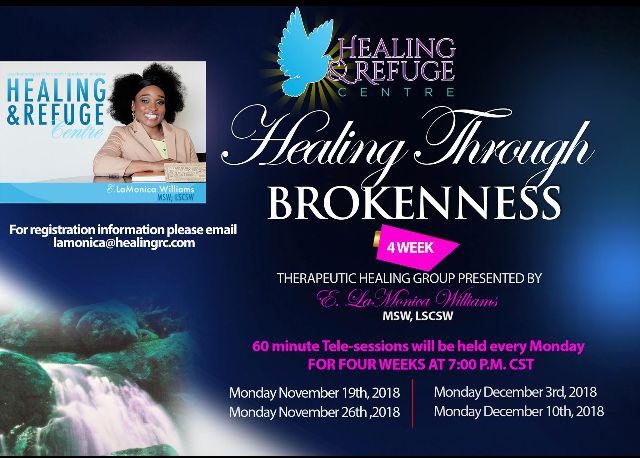 HEALING
& REFUGE
CENTRE
HEALING
& REFUGE
Centre
E. LaMonica Williams
MSW, LSCSW
Healing Through
BROKENNESS
For registration information please email
lamonica@healingrc.com
4 WEEK
THERAPEUTIC HEALING GROUP PRESENTED BY
E. LaMonica Williams
MSW, LSCSW
60 minute Tele-sessions will be held every Monday
FOR FOUR WEEKS AT 7:00 P.M. CST
Monday November 19th, 2018
Monday November 26th ,2018
Monday December 3rd, 2018
Monday December 10th, 2018